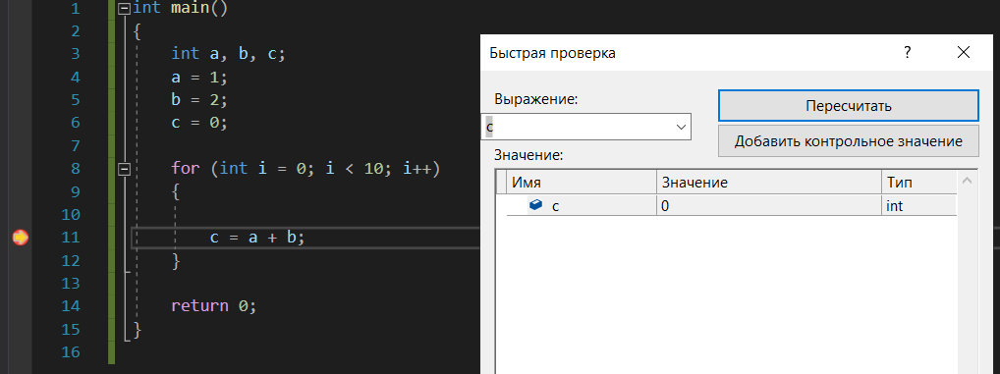 1 int main()
2 {
3 int a, b, c;
4 a = 1;
5 b = 2;
6 c = 0;
7
8 for (int i = 0; i < 10; i++)
9 {
10
11 c = a + b;
12 }
13
14 return 0;
15 }
16
Быстрая проверка ?
Выражение:
Пересчитать
c
Добавить контрольное значение
Значение:
Имя Значение Тип
c 0 int